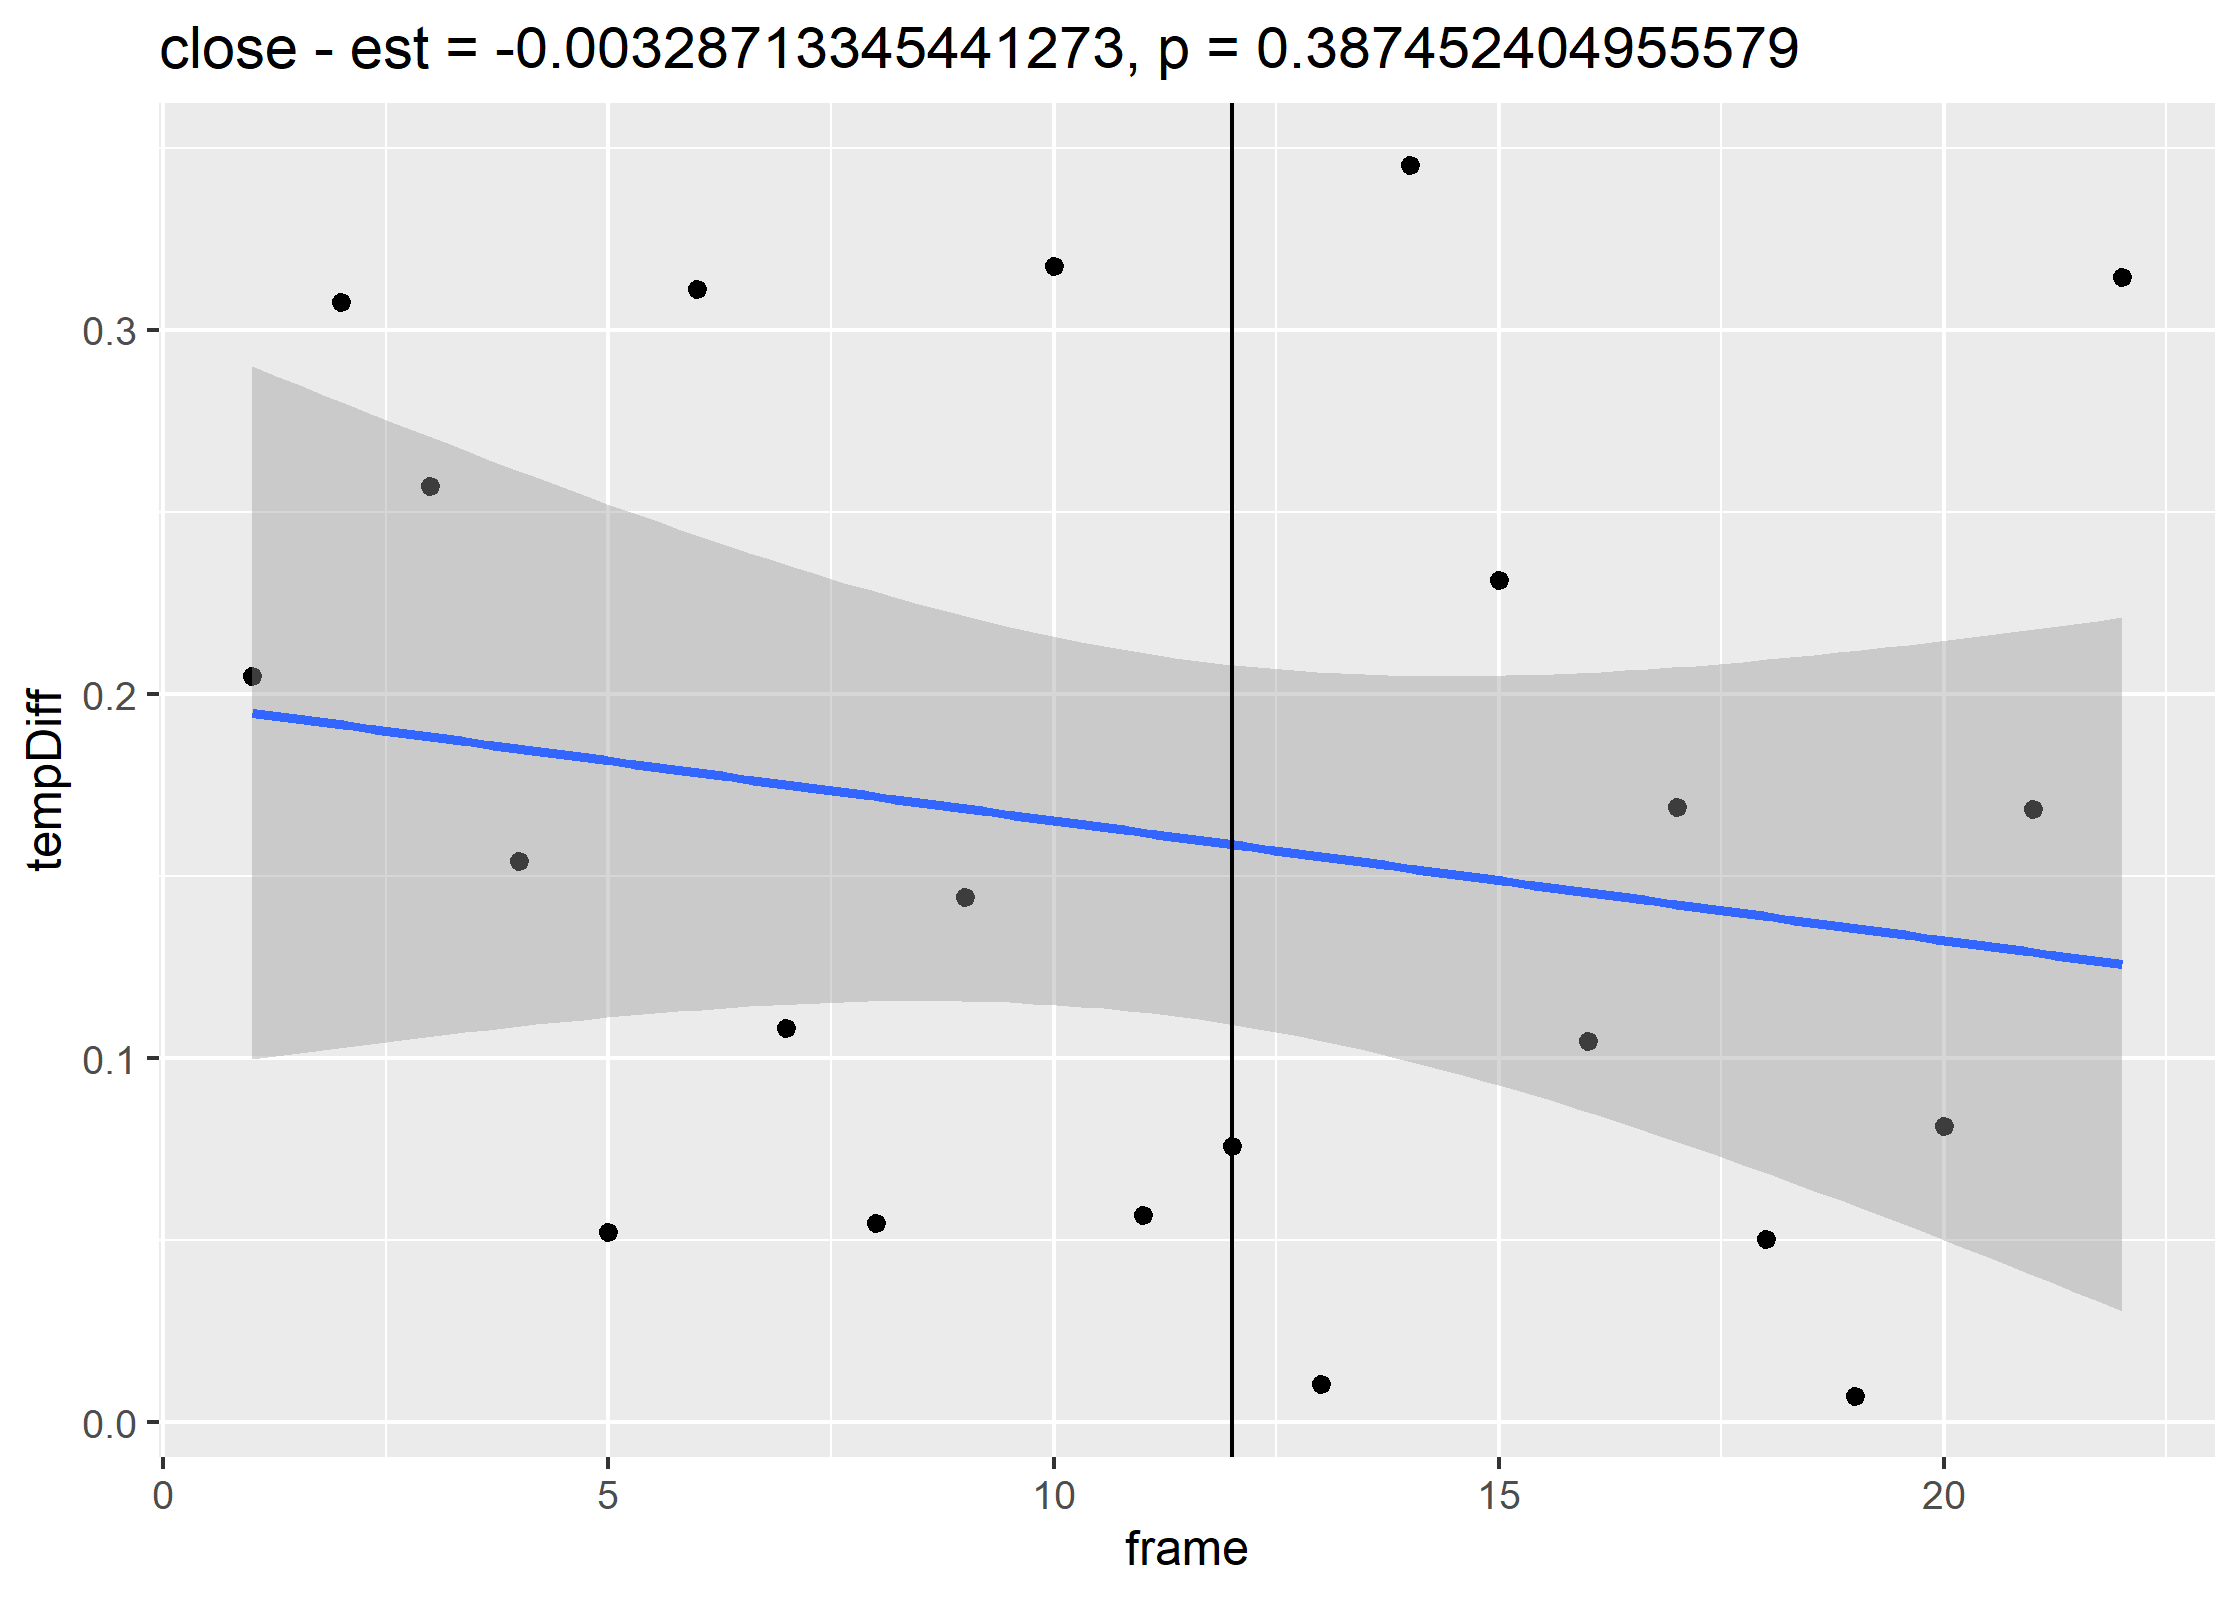 close - est = -0.00328713345441273, p = 0.387452404955579
0.3
0.2
0.1
0.0
tempDiff
0 5 10 15 20
frame